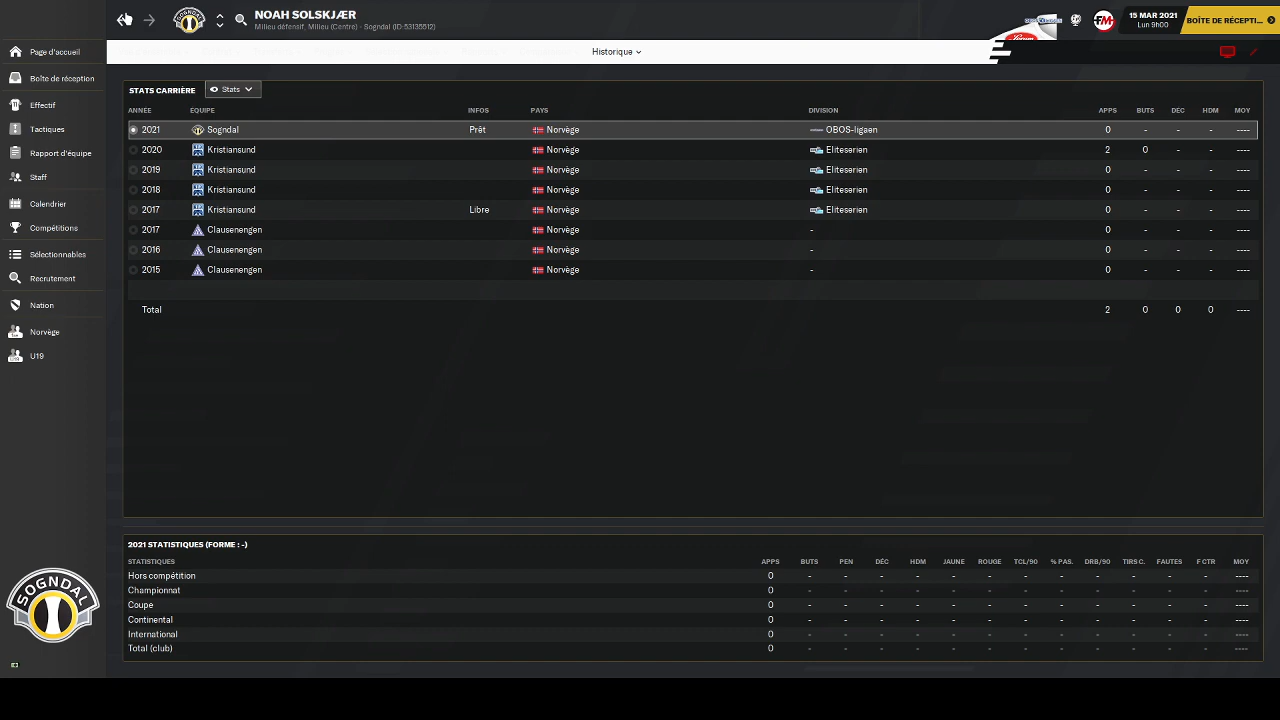 NOAH SOLSKJÆR
Milieu défensif, Milieu (Centre) - Sogndal (ID:53135512)
15 MAR 2021
Lun 9h00
BOÎTE DE RÉCEPTI...
Page d'accueil
Boîte de réception
Effectif
Tactiques
Rapport d'équipe
Staff
Calendrier
Compétitions
Sélectionnables
Recrutement
Nation
Norvège
U19
SOGNDAL
Historique
STATS CARRIÈRE Stats
ANNÉE ÉQUIPE INFOS PAYS DIVISION APPS BUTS DÉC HDM MOY
2021 Sogndal Prêt Norvège OBOS-ligaen 0 - - - ----
2020 Kristiansund Norvège Eliteserien 2 0 - - ----
2019 Kristiansund Norvège Eliteserien 0 - - - ----
2018 Kristiansund Norvège Eliteserien 0 - - - ----
2017 Kristiansund Libre Norvège Eliteserien 0 - - - ----
2017 Clausenengen Norvège - 0 - - - ----
2016 Clausenengen Norvège - 0 - - - ----
2015 Clausenengen Norvège - 0 - - - ----
Total 2 0 0 0 ----
2021 STATISTIQUES (FORME : -)
STATISTIQUES APPS BUTS PEN DÉC HDM JAUNE ROUGE TCL/90 % PAS. DRB/90 TIRS C. FAUTES F CTR MOY
Hors compétition 0 - - - - - - - - - - - - ----
Championnat 0 - - - - - - - - - - - - ----
Coupe 0 - - - - - - - - - - - - ----
Continental 0 - - - - - - - - - - - - ----
International 0 - - - - - - - - - - - - ----
Total (club) 0 - - - - - - - - - - - - ----